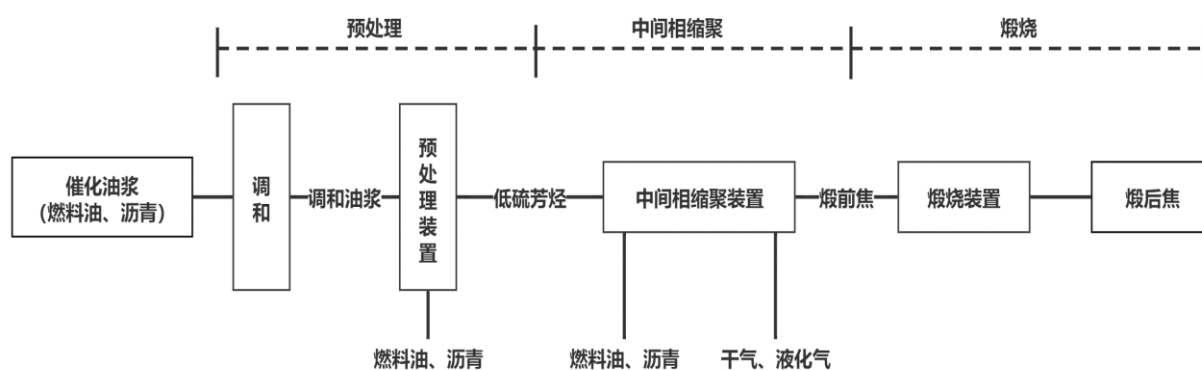 预处理
中间相缩聚
煅烧
催化油浆
（燃料油、沥青）
调和
调和油浆
预处理装置
低硫芳烃
中间相缩聚装置
煅前焦
煅烧装置
煅后焦
燃料油、沥青
燃料油、沥青
干气、液化气